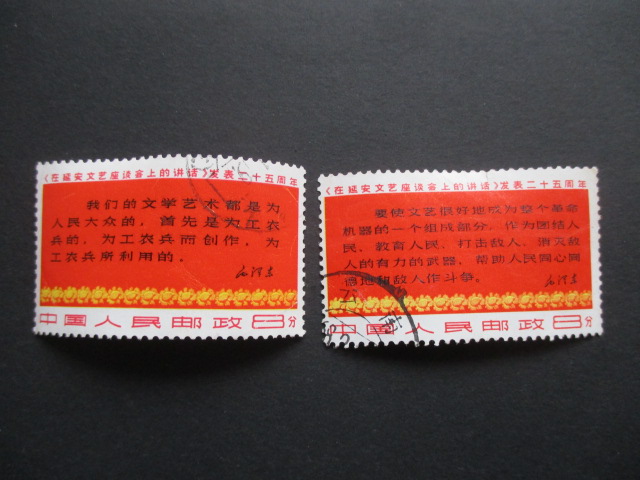 《在延安文艺座谈会上的讲话》发表二十五周年
我们的文学艺术都是为
人民大众的，首先是为工农
兵的，为工农兵而创作，为
工农兵所利用的。
毛泽东
中国人民邮政8分
《在延安文艺座谈会上的讲话》发表二十五周年
要使文艺很好地成为整个革命
机器的一个组成部分，作为团结人
民、教育人民、打击敌人、消灭敌
人的有力的武器，帮助人民同心同
德地和敌人作斗争。
毛泽东
中国人民邮政8分